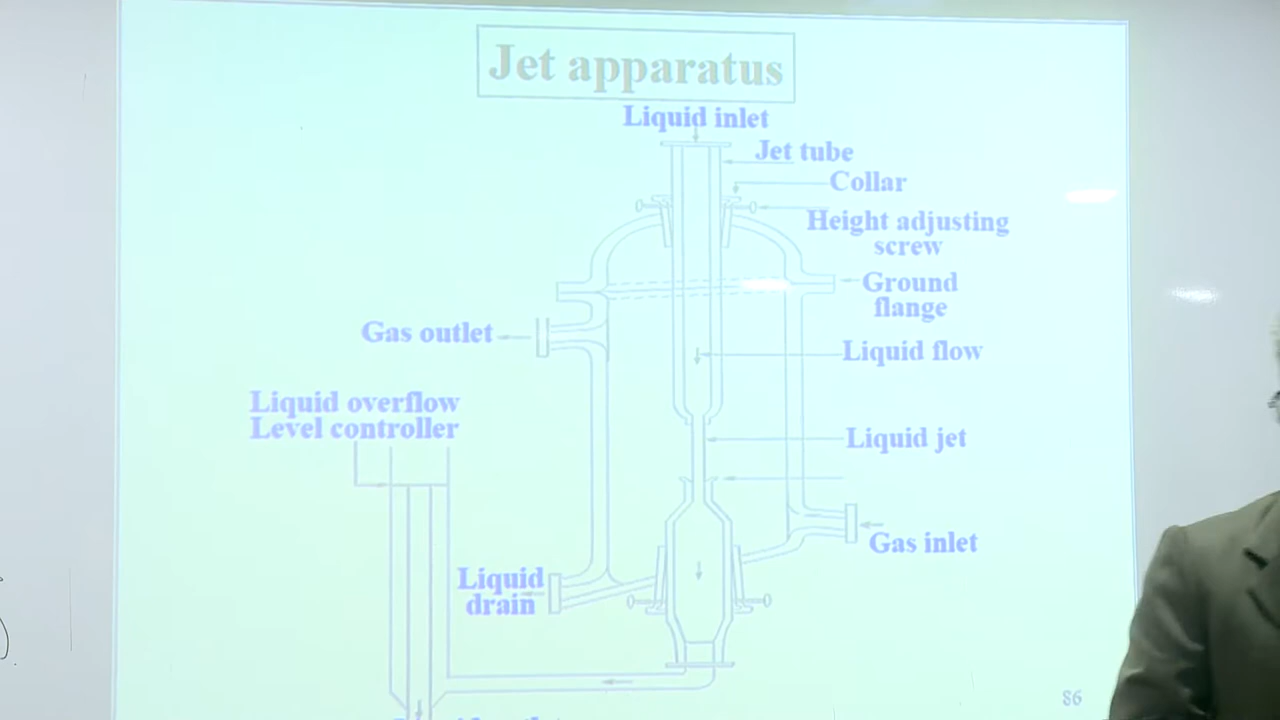 Jet apparatus
Liquid inlet
Jet tube
Collar
Height adjusting
screw
Ground
flange
Gas outlet
Liquid flow
Liquid overflow
Level controller
Liquid jet
Gas inlet
Liquid
drain
86